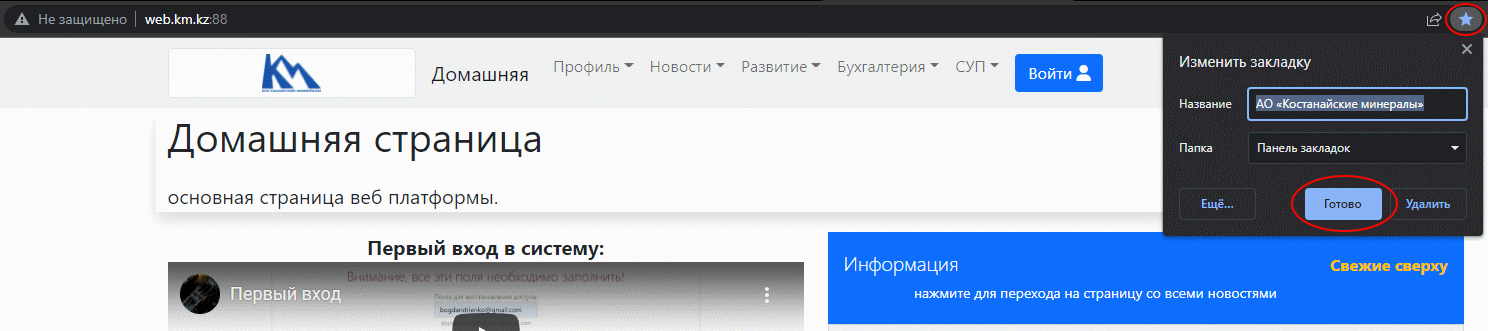 Не защищено web.km.kz:88
Домашняя Профиль Новости Развитие Бухгалтерия СУП Войти
КМ
Изменить закладку
Название АО «Костанайские минералы»
Папка Панель закладок
Ещё... Готово Удалить
Домашняя страница
основная страница веб платформы.
Первый вход в систему:
Внимание, все эти поля необходимо заполнить!
Первый вход
Почта для восстановления доступа
bogdandrienko@gmail.com
Информация Свежие сверху
нажмите для перехода на страницу со всеми новостями